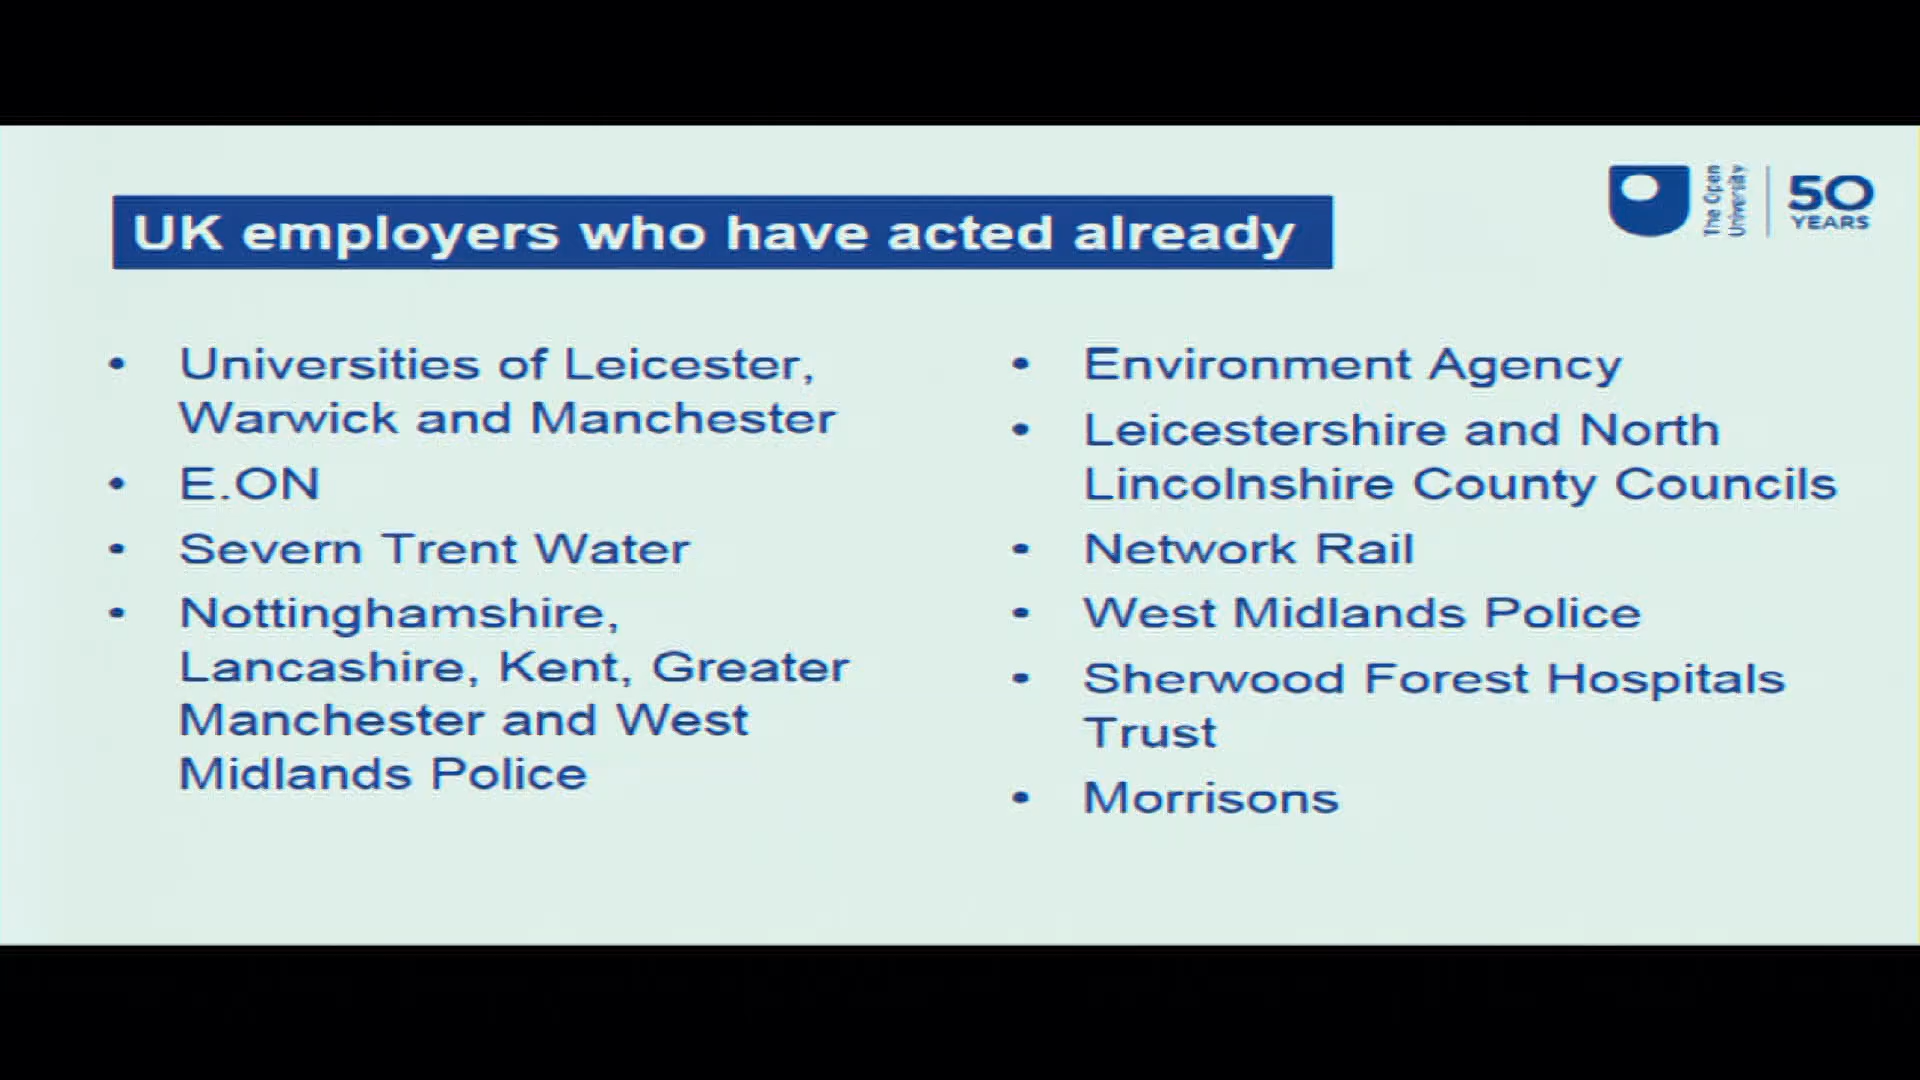 UK employers who have acted already
The Open
University
50
YEARS
• Universities of Leicester,
Warwick and Manchester
• E.ON
• Severn Trent Water
• Nottinghamshire,
Lancashire, Kent, Greater
Manchester and West
Midlands Police
• Environment Agency
• Leicestershire and North
Lincolnshire County Councils
• Network Rail
• West Midlands Police
• Sherwood Forest Hospitals
Trust
• Morrisons